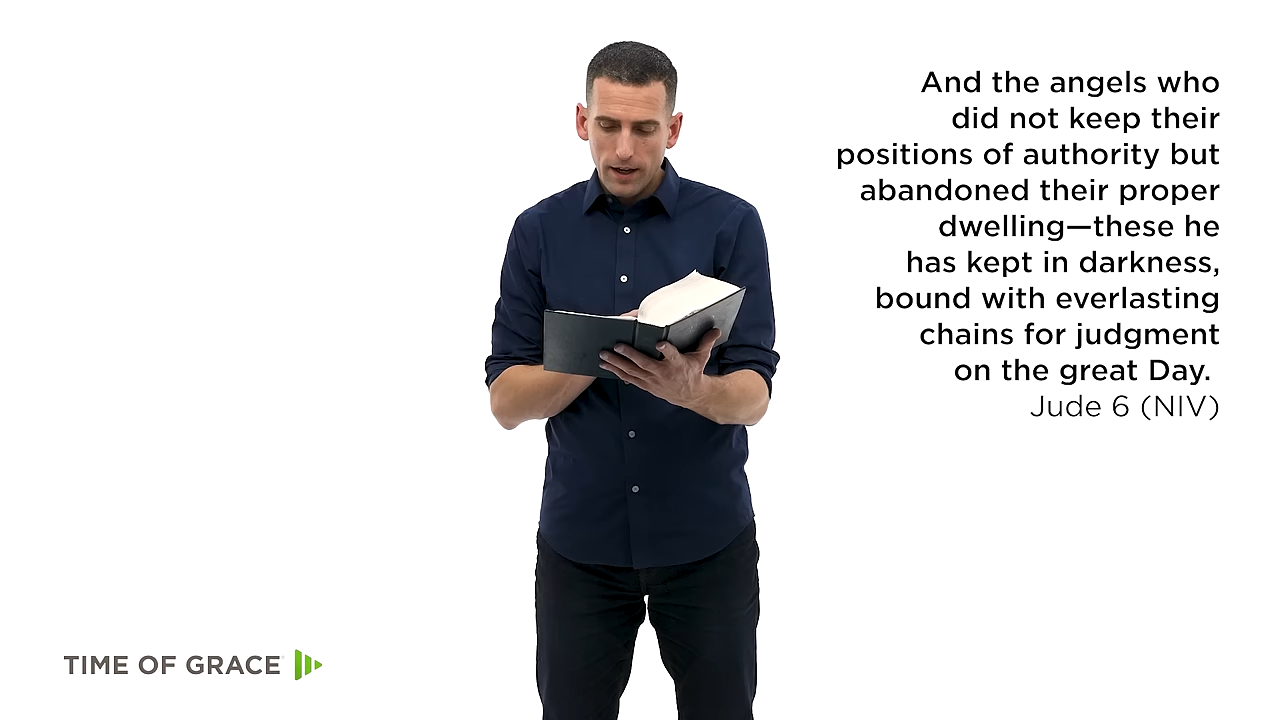 And the angels who
did not keep their
positions of authority but
abandoned their proper
dwelling—these he
has kept in darkness,
bound with everlasting
chains for judgment
on the great Day.
Jude 6 (NIV)
TIME OF GRACE